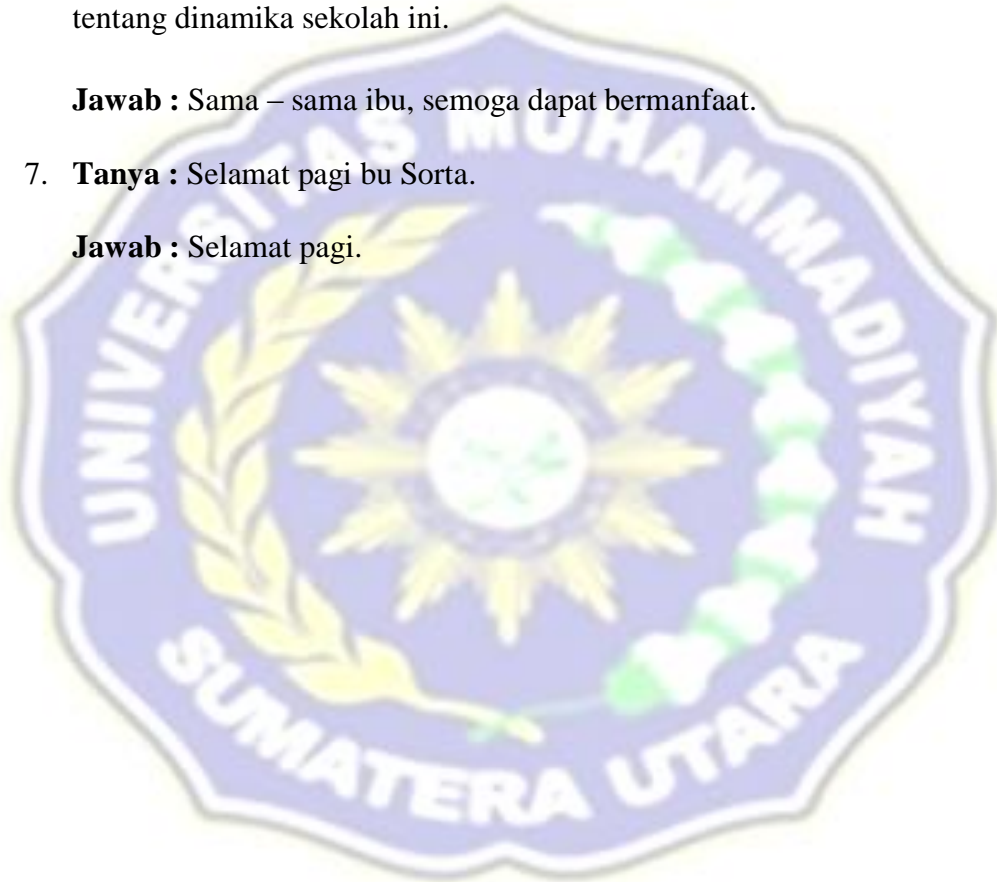 tentang dinamika sekolah ini.
Jawab : Sama – sama ibu, semoga dapat bermanfaat.
7. Tanya : Selamat pagi bu Sorta.
Jawab : Selamat pagi.
UNIVERSITAS MUHAMMADIYAH
SUMATERA UTARA